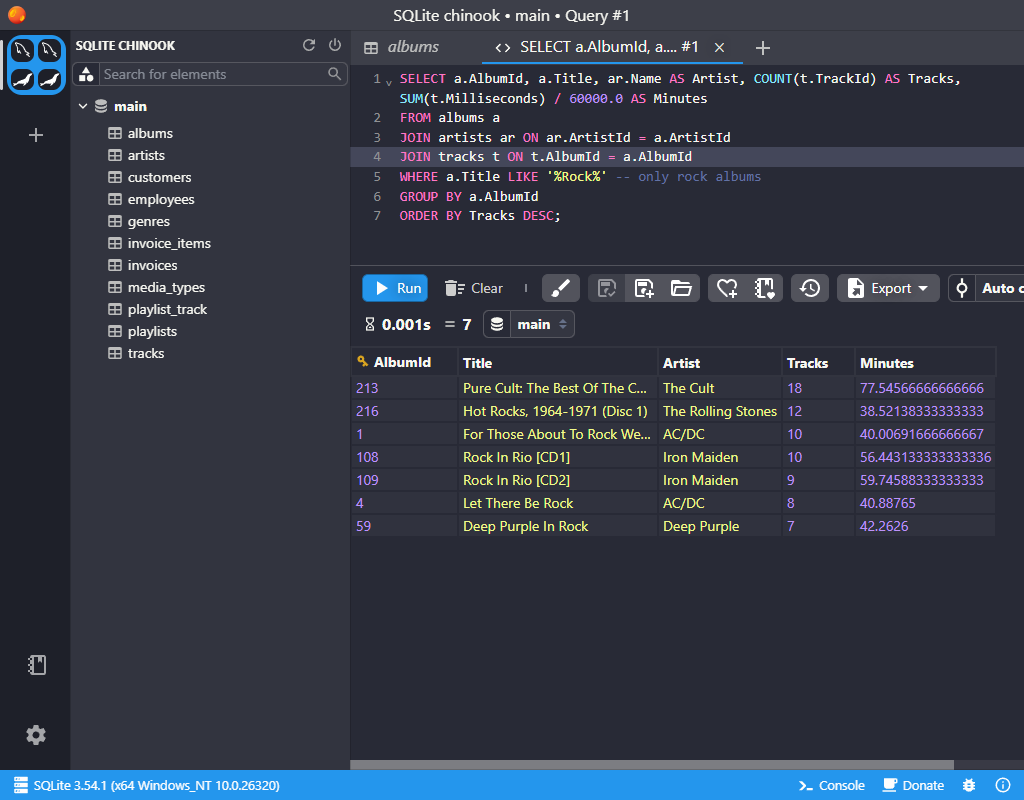 SQLite chinook • main • Query #1
SQLITE CHINOOK
Search for elements
main
albums
artists
customers
employees
genres
invoice_items
invoices
media_types
playlist_track
playlists
tracks
albums
<> SELECT a.AlbumId, a.... #1
1 SELECT a.AlbumId, a.Title, ar.Name AS Artist, COUNT(t.TrackId) AS Tracks,
SUM(t.Milliseconds) / 60000.0 AS Minutes
2 FROM albums a
3 JOIN artists ar ON ar.ArtistId = a.ArtistId
4 JOIN tracks t ON t.AlbumId = a.AlbumId
5 WHERE a.Title LIKE '%Rock%' -- only rock albums
6 GROUP BY a.AlbumId
7 ORDER BY Tracks DESC;
Run Clear Export Auto c
0.001s = 7 main
AlbumId Title Artist Tracks Minutes
213 Pure Cult: The Best Of The C... The Cult 18 77.54566666666666
216 Hot Rocks, 1964-1971 (Disc 1) The Rolling Stones 12 38.52138333333333
1 For Those About To Rock We... AC/DC 10 40.00691666666667
108 Rock In Rio [CD1] Iron Maiden 10 56.443133333333336
109 Rock In Rio [CD2] Iron Maiden 9 59.74588333333333
4 Let There Be Rock AC/DC 8 40.88765
59 Deep Purple In Rock Deep Purple 7 42.2626
SQLite 3.54.1 (x64 Windows_NT 10.0.26320)
Console Donate